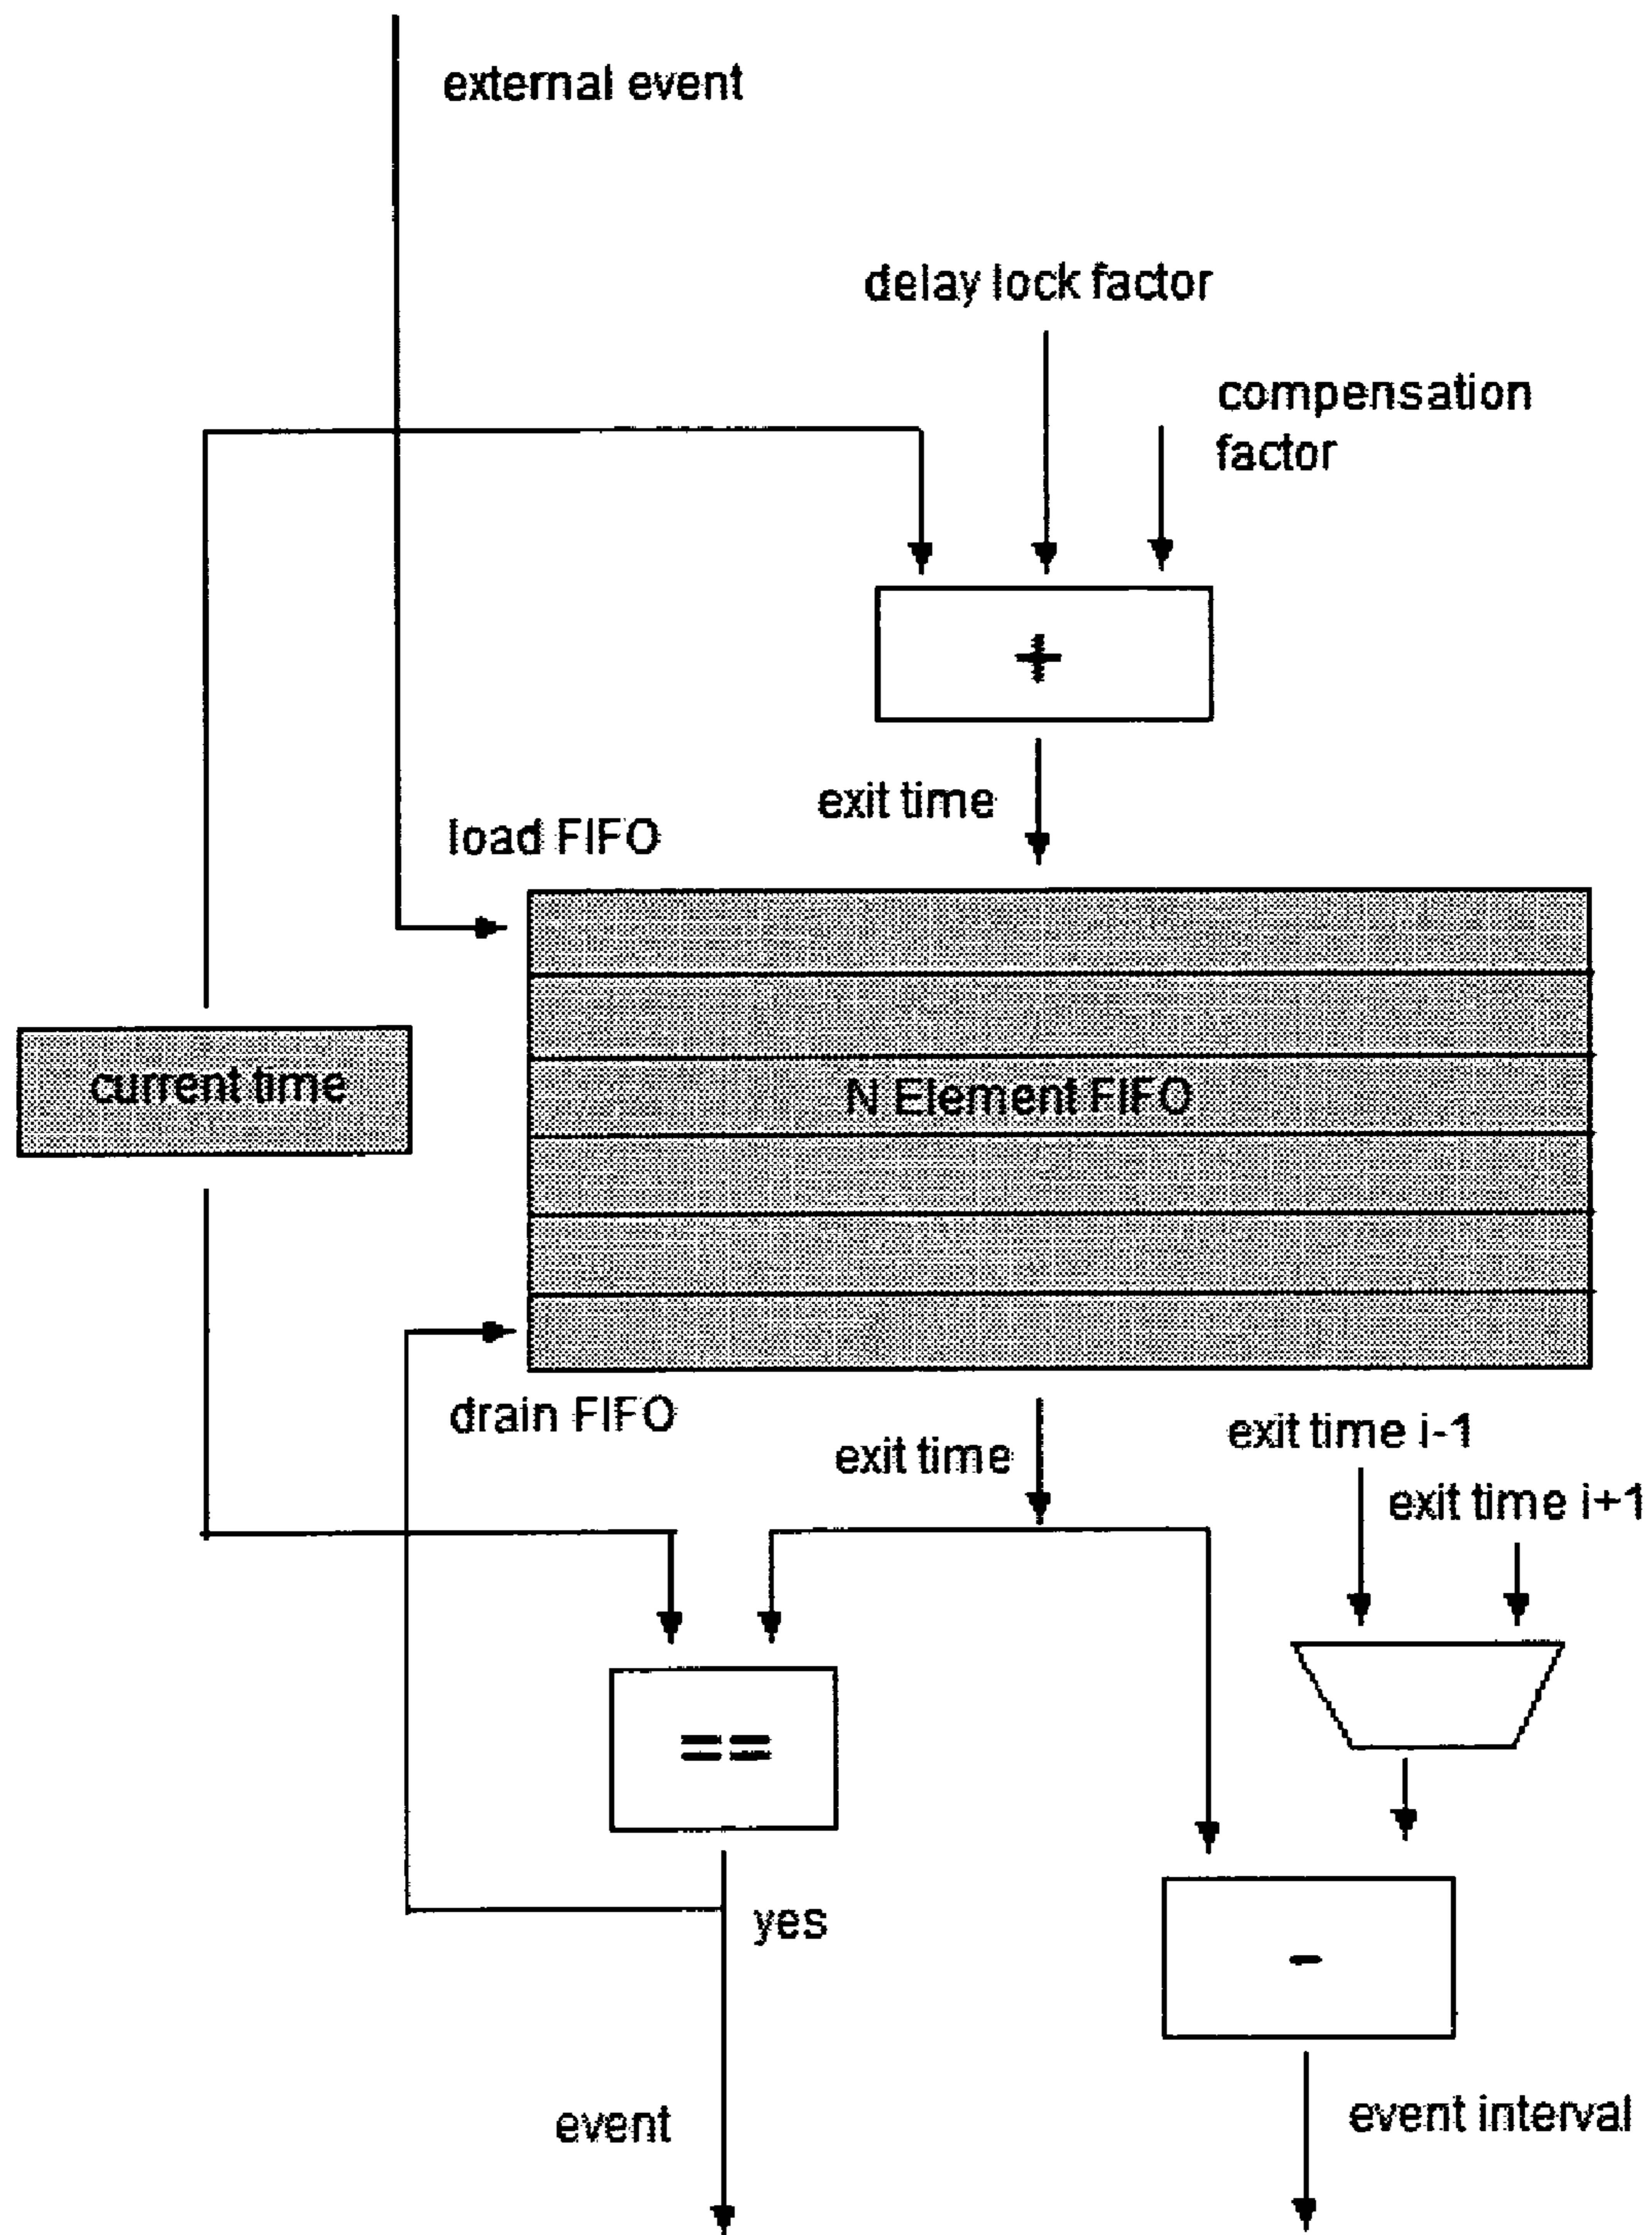 external event
delay lock factor
compensation
factor
+
exit time
load FIFO
current time
N Element FIFO
drain FIFO
exit time
exit time i-1
exit time i+1
==
yes
-
event
event interval